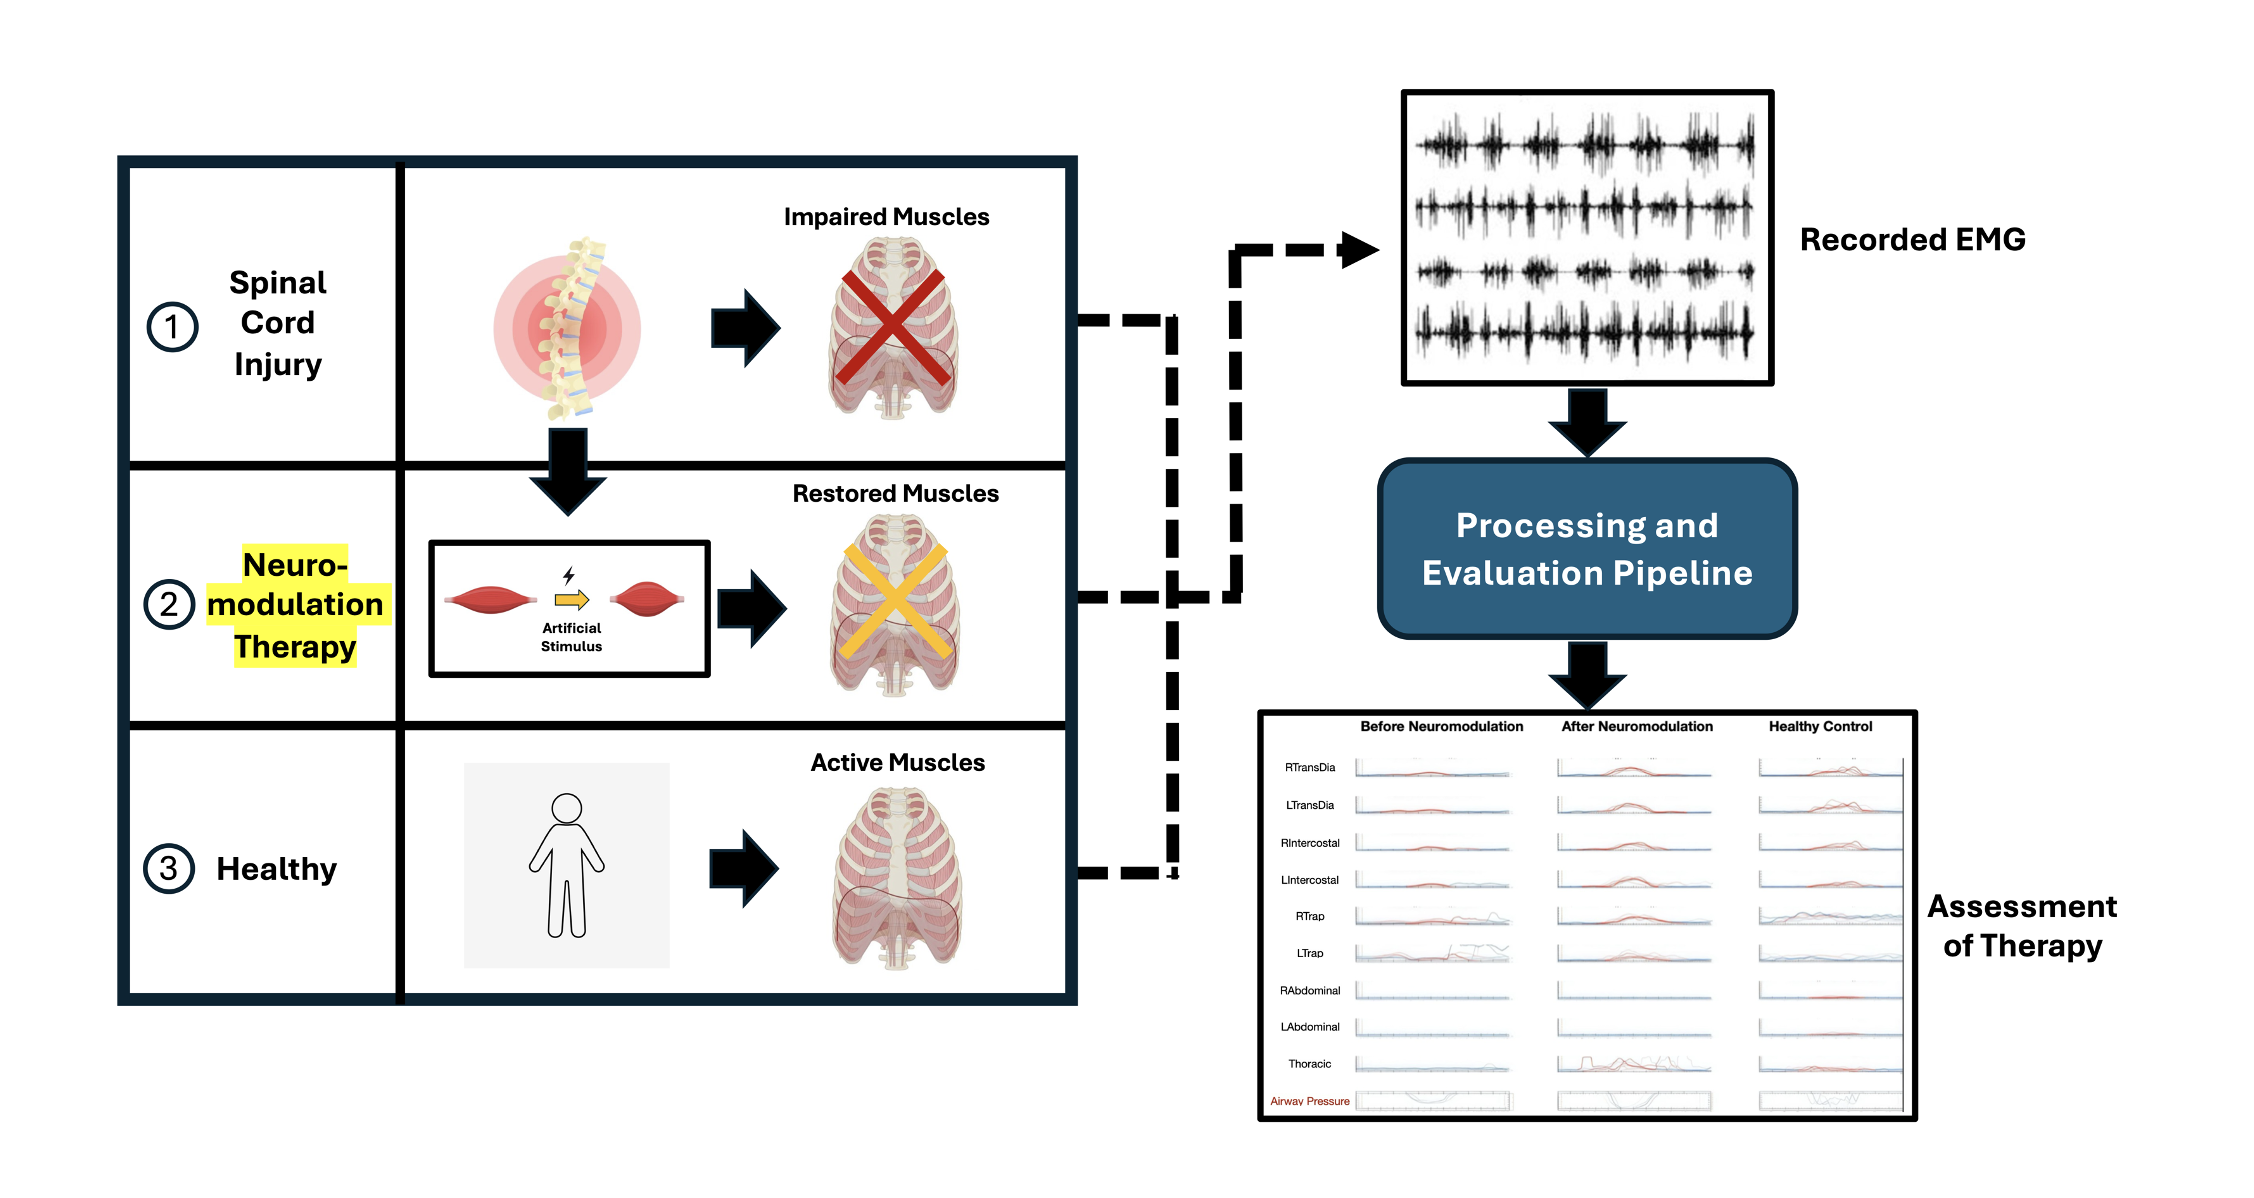 1
Spinal
Cord
Injury
Impaired Muscles
2
Neuro-
modulation
Therapy
Artificial
Stimulus
Restored Muscles
3
Healthy
Active Muscles
Recorded EMG
Processing and
Evaluation Pipeline
Before Neuromodulation After Neuromodulation Healthy Control
RTransDia
LTransDia
RIntercostal
LIntercostal
RTrap
LTrap
RAbdominal
LAbdominal
Thoracic
Airway Pressure
Assessment
of Therapy